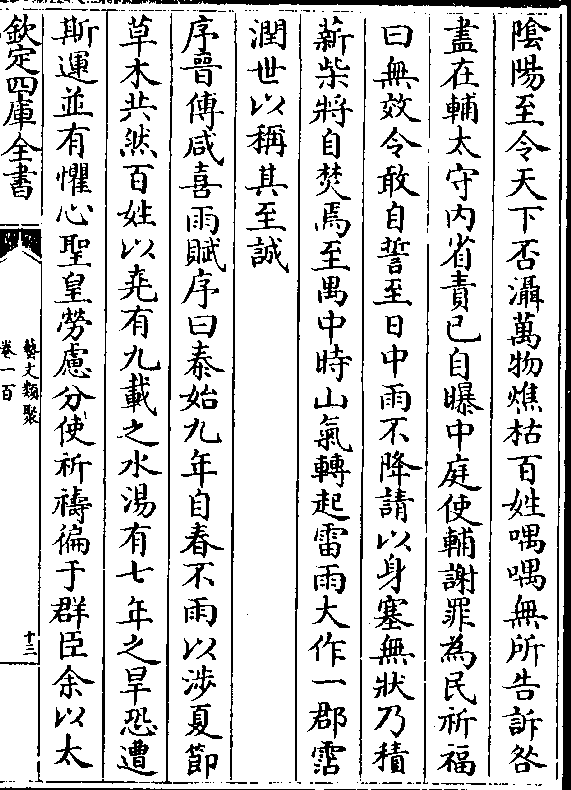 陰陽至令天下否灄萬物燋枯百姓喁喁無所告訴咎
盡在輔太守内省責已自曝中庭使輔謝罪為民祈福
曰無效令敢自誓至日中雨不降請以身塞無狀乃積
薪柴將自焚焉至禺中時山氣轉起雷雨大作一郡霑
潤世以稱其至誠
序晉傅咸喜雨賦序曰泰始九年自春不雨以涉夏節
草木共然百姓以堯有九載之水湯有七年之旱恐遭
斯運並有懼心聖皇勞慮分使祈禱徧于群臣余以太
欽定四庫全書
藝文類聚
卷一百
十三